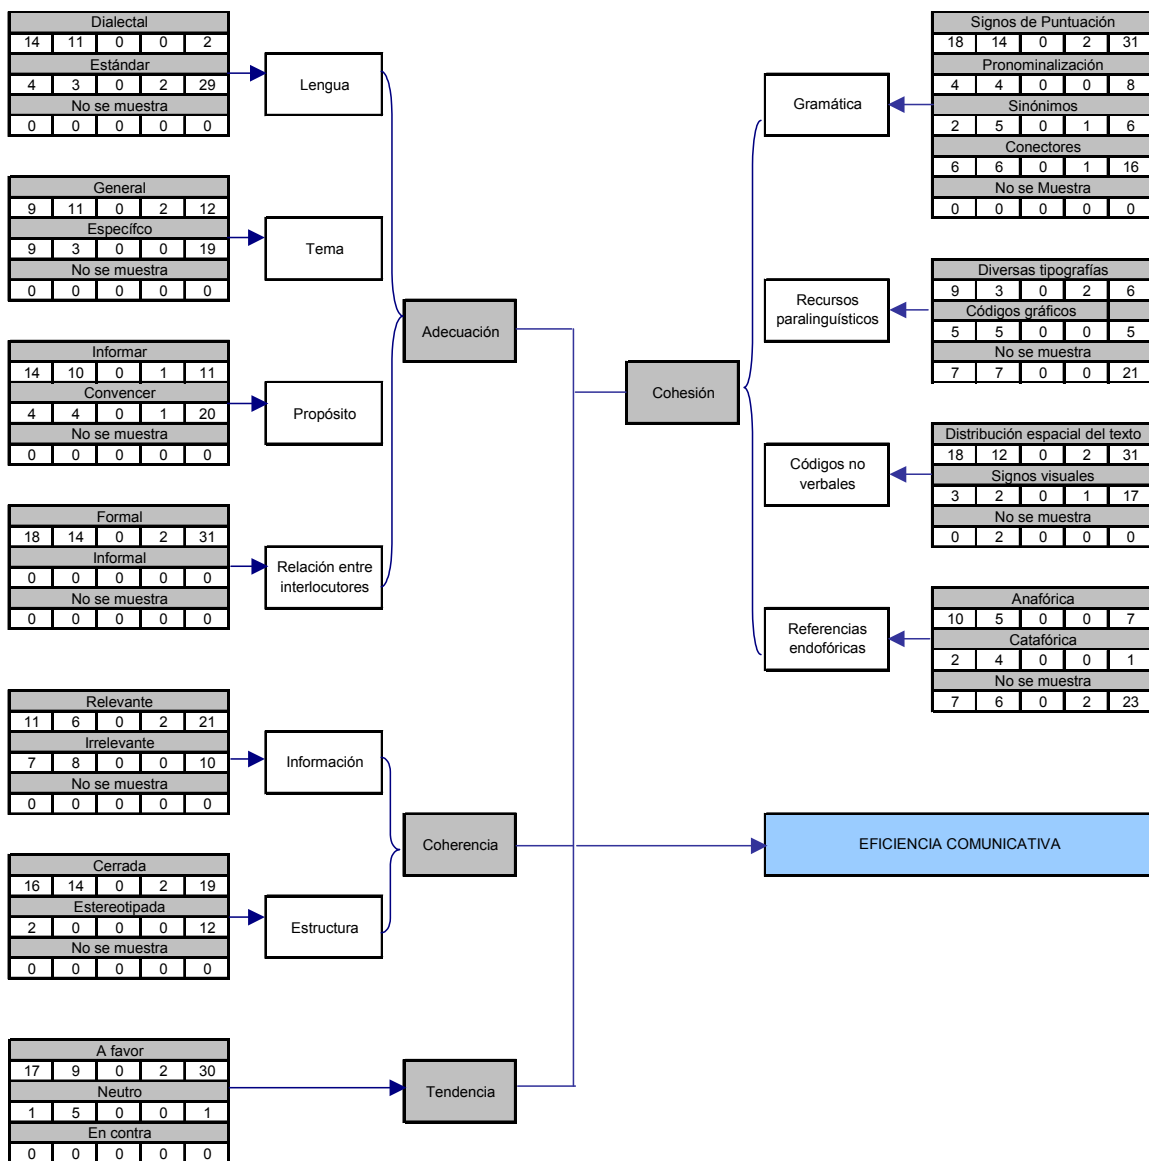 Dialectal
14 11 0 0 2
Estándar
4 3 0 2 29
No se muestra
0 0 0 0 0
Lengua
General
9 11 0 2 12
Específco
9 3 0 0 19
No se muestra
0 0 0 0 0
Tema
Informar
14 10 0 1 11
Convencer
4 4 0 1 20
No se muestra
0 0 0 0 0
Propósito
Formal
18 14 0 2 31
Informal
0 0 0 0 0
No se muestra
0 0 0 0 0
Relación entre
interlocutores
Adecuación
Relevante
11 6 0 2 21
Irrelevante
7 8 0 0 10
No se muestra
0 0 0 0 0
Información
Cerrada
16 14 0 2 19
Estereotipada
2 0 0 0 12
No se muestra
0 0 0 0 0
Estructura
Coherencia
A favor
17 9 0 2 30
Neutro
1 5 0 0 1
En contra
0 0 0 0 0
Tendencia
Cohesión
Gramática
Signos de Puntuación
18 14 0 2 31
Pronominalización
4 4 0 0 8
Sinónimos
2 5 0 1 6
Conectores
6 6 0 1 16
No se Muestra
0 0 0 0 0
Recursos
paralinguísticos
Diversas tipografías
9 3 0 2 6
Códigos gráficos
5 5 0 0 5
No se muestra
7 7 0 0 21
Códigos no
verbales
Distribución espacial del texto
18 12 0 2 31
Signos visuales
3 2 0 1 17
No se muestra
0 2 0 0 0
Referencias
endofóricas
Anafórica
10 5 0 0 7
Catafórica
2 4 0 0 1
No se muestra
7 6 0 2 23
EFICIENCIA COMUNICATIVA